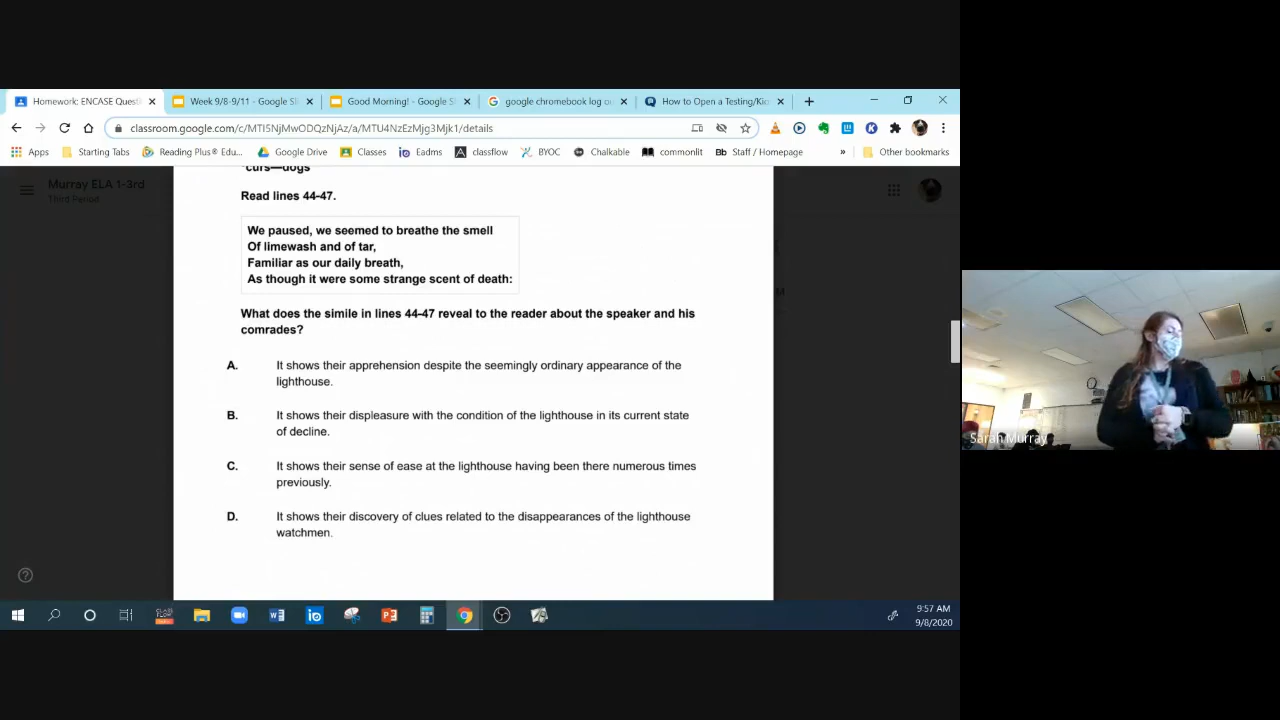 Homework: ENCASE Questi
Week 9/8-9/11 - Google Sli
Good Morning! - Google Sl
google chromebook log ou
How to Open a Testing/Kio
classroom.google.com/c/MTI5NjMwODQzNjAz/a/MTU4NzEzMjg3Mjk1/details
Apps
Starting Tabs
Reading Plus® Edu...
Google Drive
Classes
Eadms
classflow
BYOC
Chalkable
commonlit
Bb Staff / Homepage
»
Other bookmarks
Murray ELA 1-3rd
Third Period
*curs—dogs
Read lines 44-47.
We paused, we seemed to breathe the smell
Of limewash and of tar,
Familiar as our daily breath,
As though it were some strange scent of death:
What does the simile in lines 44-47 reveal to the reader about the speaker and his
comrades?
A. It shows their apprehension despite the seemingly ordinary appearance of the
lighthouse.
B. It shows their displeasure with the condition of the lighthouse in its current state
of decline.
C. It shows their sense of ease at the lighthouse having been there numerous times
previously.
D. It shows their discovery of clues related to the disappearances of the lighthouse
watchmen.
Sarah Murray
9:57 AM
9/8/2020